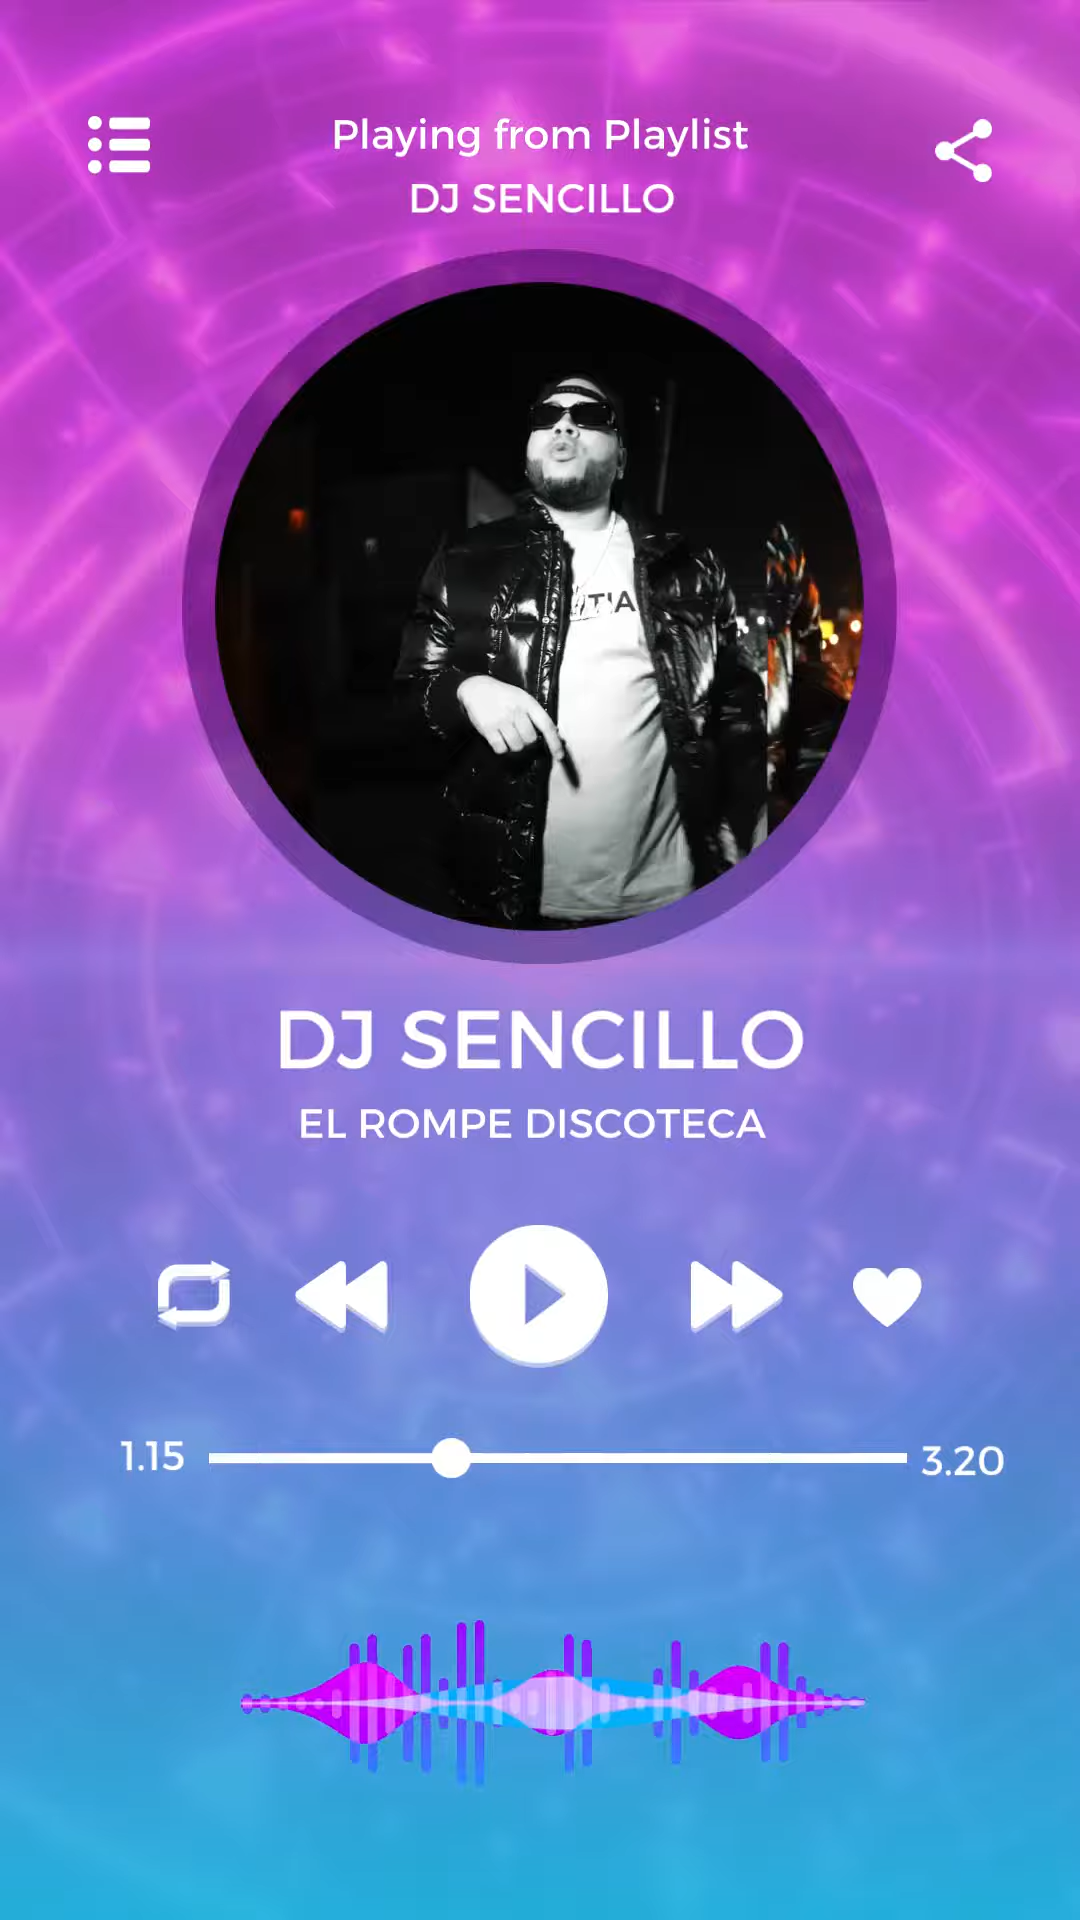 Playing from Playlist
DJ SENCILLO
DJ SENCILLO
EL ROMPE DISCOTECA
1.15
3.20